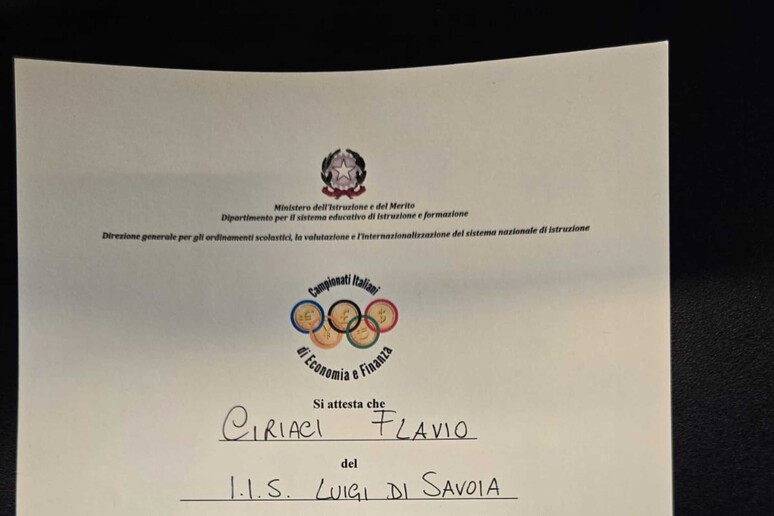 Ministero dell'Istruzione e del Merito
Dipartimento per il sistema educativo di istruzione e formazione
Direzione generale per gli ordinamenti scolastici, la valutazione e l'internazionalizzazione del sistema nazionale di istruzione
Campionati Italiani
di Economia e Finanza
Si attesta che
CIRIACI FLAVIO
del
I.I.S. LUIGI DI SAVOIA